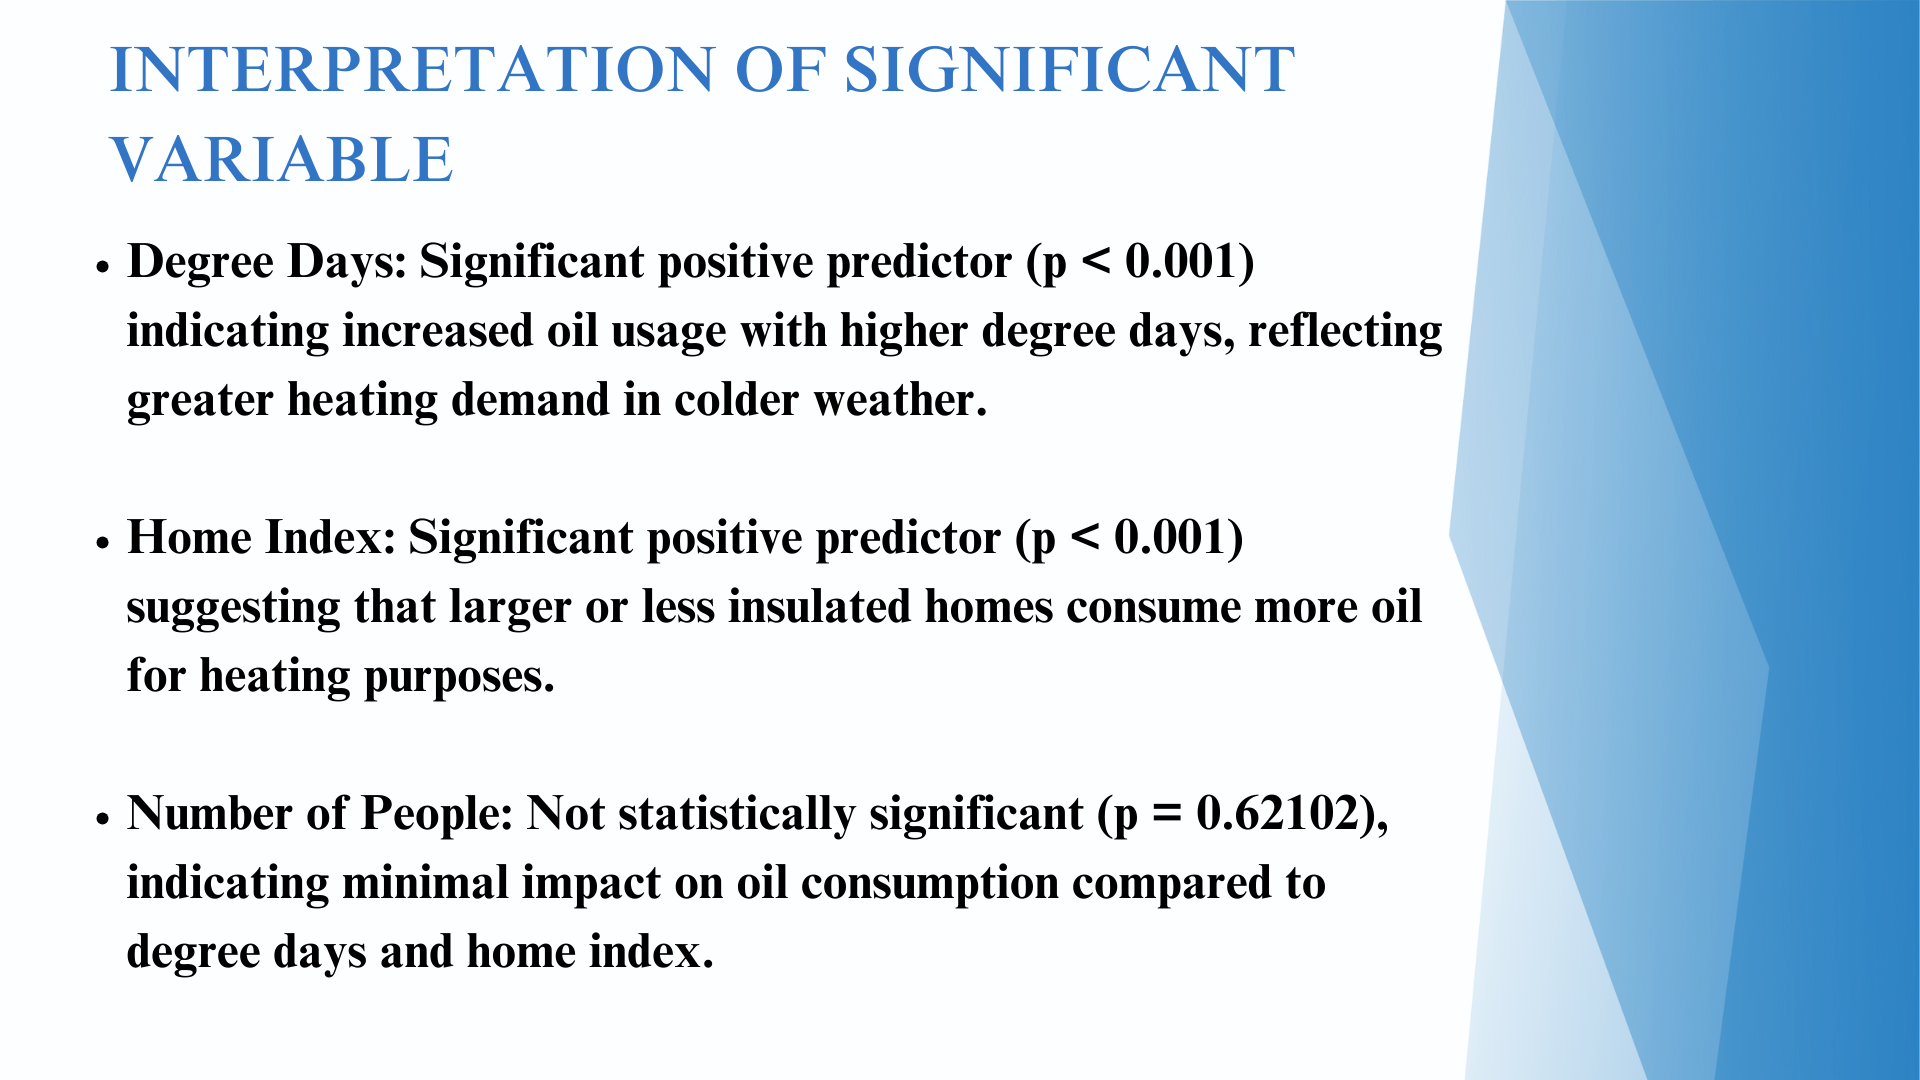 INTERPRETATION OF SIGNIFICANT
VARIABLE
• Degree Days: Significant positive predictor (p < 0.001)
indicating increased oil usage with higher degree days, reflecting
greater heating demand in colder weather.
• Home Index: Significant positive predictor (p < 0.001)
suggesting that larger or less insulated homes consume more oil
for heating purposes.
• Number of People: Not statistically significant (p = 0.62102),
indicating minimal impact on oil consumption compared to
degree days and home index.